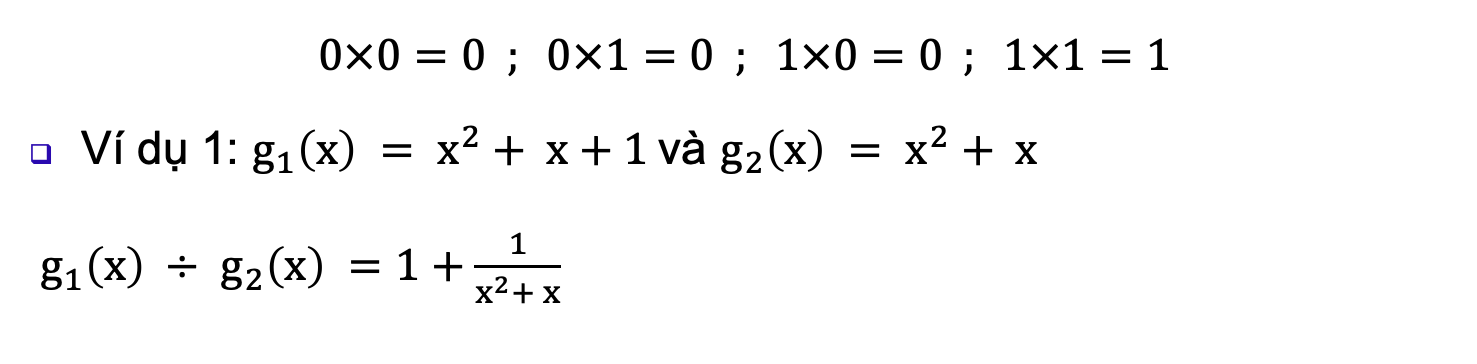 0×0 = 0 ; 0×1 = 0 ; 1×0 = 0 ; 1×1 = 1
❑ Ví dụ 1: g₁(x) = x² + x + 1 và g₂(x) = x² + x
g₁(x) ÷ g₂(x) = 1 + 1/(x² + x)